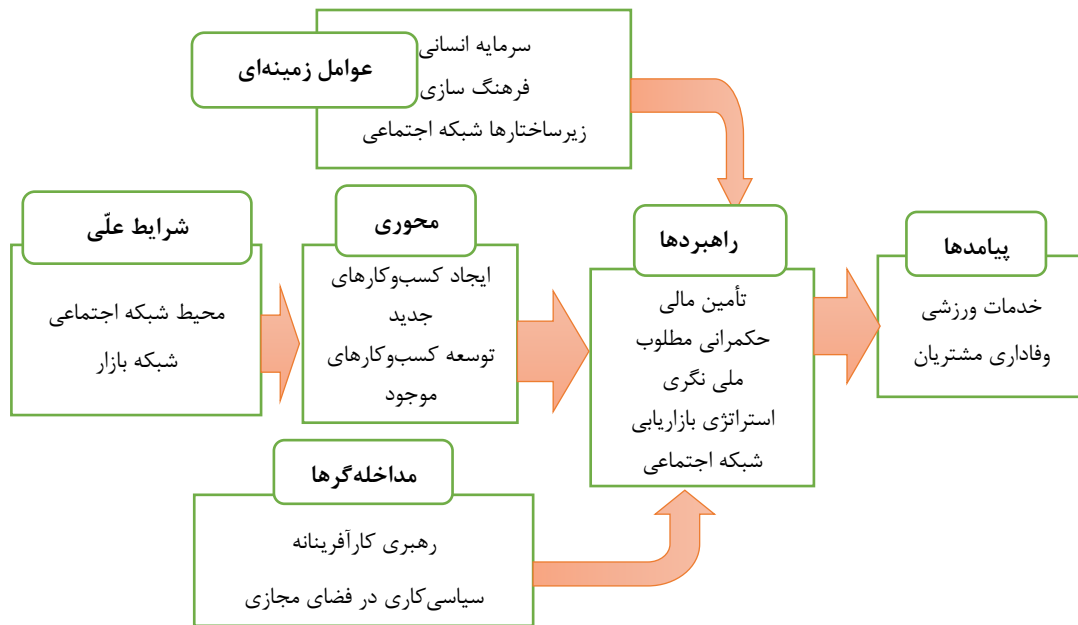 عوامل زمینه‌ای
سرمایه انسانی
فرهنگ سازی
زیرساختارها شبکه اجتماعی
شرایط علّی
محیط شبکه اجتماعی
شبکه بازار
محوری
ایجاد کسب‌وکارهای
جدید
توسعه کسب‌وکارهای
موجود
راهبردها
تأمین مالی
حکمرانی مطلوب
ملی نگری
استراتژی بازاریابی
شبکه اجتماعی
پیامدها
خدمات ورزشی
وفاداری مشتریان
مداخله‌گرها
رهبری کارآفرینانه
سیاسی‌کاری در فضای مجازی